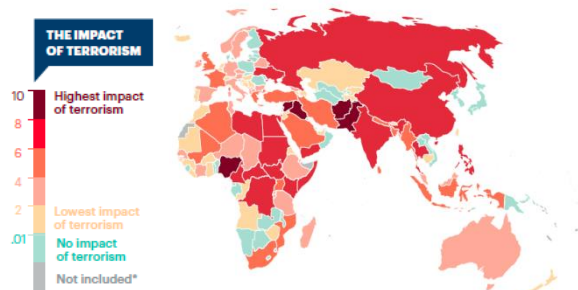 THE IMPACT
OF TERRORISM
10
Highest impact
of terrorism
8
6
4
2
Lowest impact
of terrorism
.01
No impact
of terrorism
Not included*